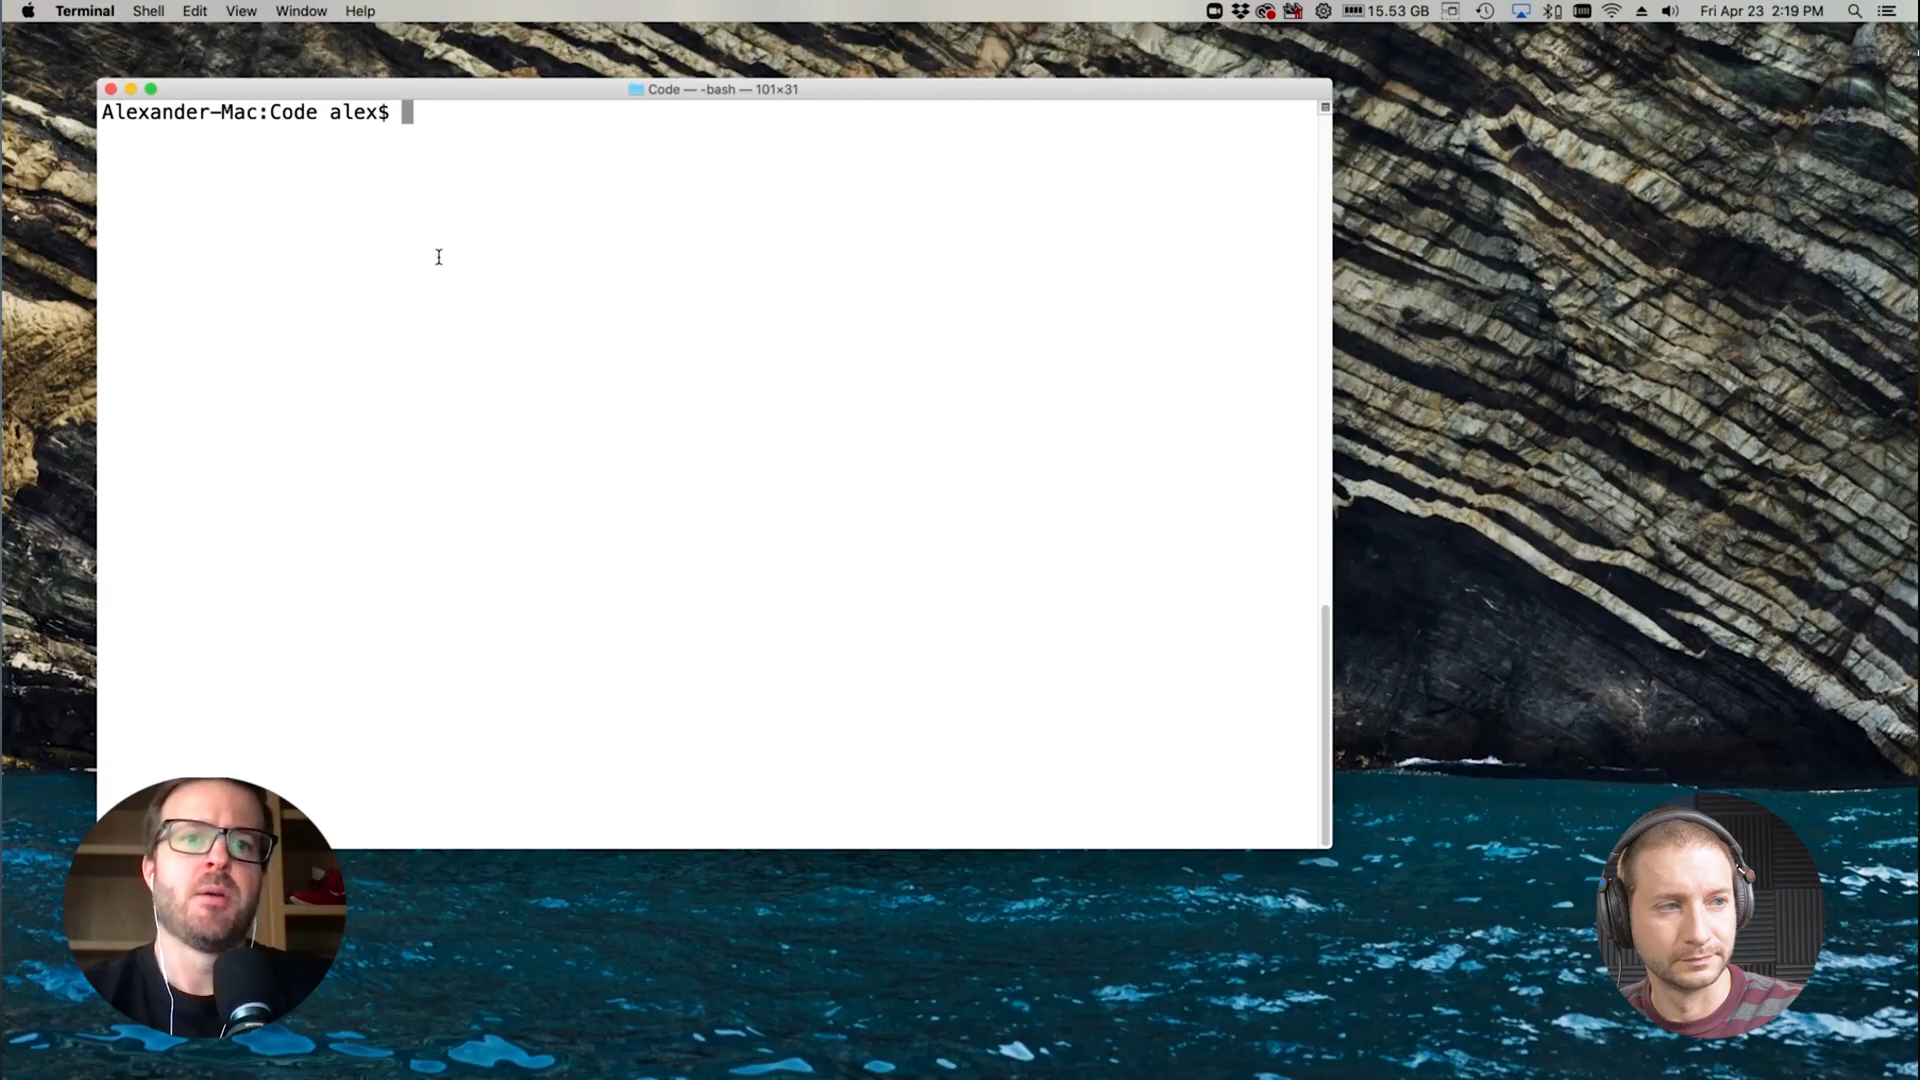 Terminal Shell Edit View Window Help 15.53 GB Fri Apr 23 2:19 PM
Code — -bash — 101×31
Alexander-Mac:Code alex$